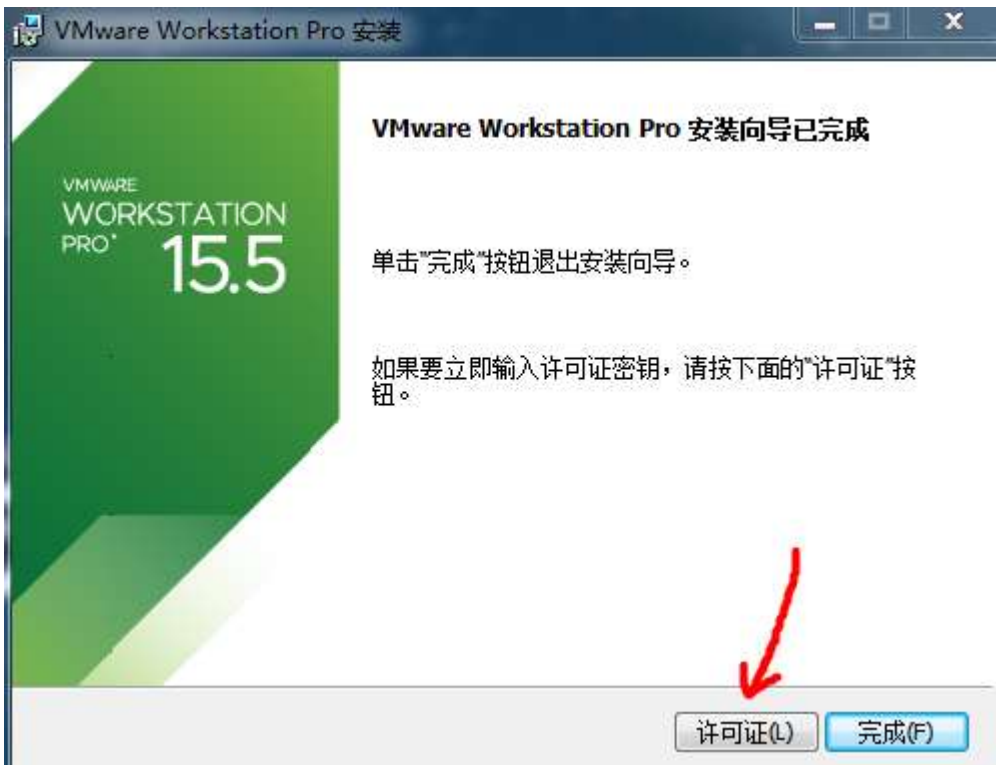 VMware Workstation Pro 安装
VMWARE
WORKSTATION
PRO™ 15.5
VMware Workstation Pro 安装向导已完成
单击"完成"按钮退出安装向导。
如果要立即输入许可证密钥，请按下面的"许可证"按
钮。
许可证(L) 完成(F)